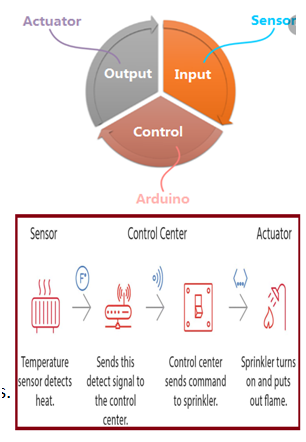 Actuator
Sensor
Output
Input
Control
Arduino
Sensor
Control Center
Actuator
F°
Temperature
sensor detects
heat.
Sends this
detect signal to
the control
center.
Control center
sends command
to sprinkler.
Sprinkler turns
on and puts
out flame.
s.